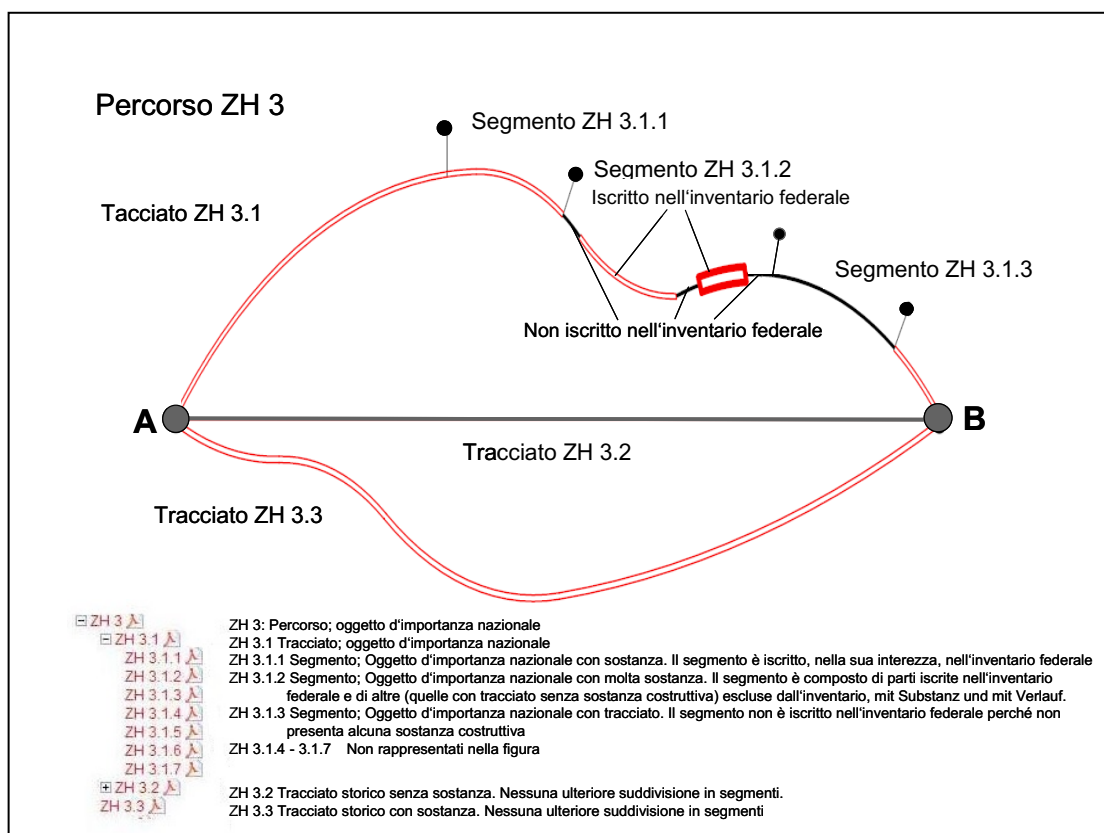 Percorso ZH 3
Segmento ZH 3.1.1
Segmento ZH 3.1.2
Iscritto nell‘inventario federale
Tacciato ZH 3.1
Segmento ZH 3.1.3
Non iscritto nell‘inventario federale
A
B
Tracciato ZH 3.2
Tracciato ZH 3.3
ZH 3
ZH 3.1
ZH 3.1.1
ZH 3.1.2
ZH 3.1.3
ZH 3.1.4
ZH 3.1.5
ZH 3.1.6
ZH 3.1.7
ZH 3.2
ZH 3.3
ZH 3: Percorso; oggetto d‘importanza nazionale
ZH 3.1 Tracciato; oggetto d‘importanza nationale
ZH 3.1.1 Segmento; Oggetto d‘importanza nazionale con sostanza. Il segmento è iscritto, nella sua interezza, nell‘inventario federale
ZH 3.1.2 Segmento; Oggetto d‘importanza nazionale con molta sostanza. Il segmento è composto di parti iscritte nell‘inventario
federale e di altre (quelle con tracciato senza sostanza costruttiva) escluse dall‘inventario, mit Substanz und mit Verlauf.
ZH 3.1.3 Segmento; Oggetto d‘importanza nazionale con tracciato. Il segmento non è iscritto nell‘inventario federale perché non
presenta alcuna sostanza costruttiva
ZH 3.1.4 - 3.1.7 Non rappresentati nella figura
ZH 3.2 Tracciato storico senza sostanza. Nessuna ulteriore suddivisione in segmenti.
ZH 3.3 Tracciato storico con sostanza. Nessuna ulteriore suddivisione in segmenti